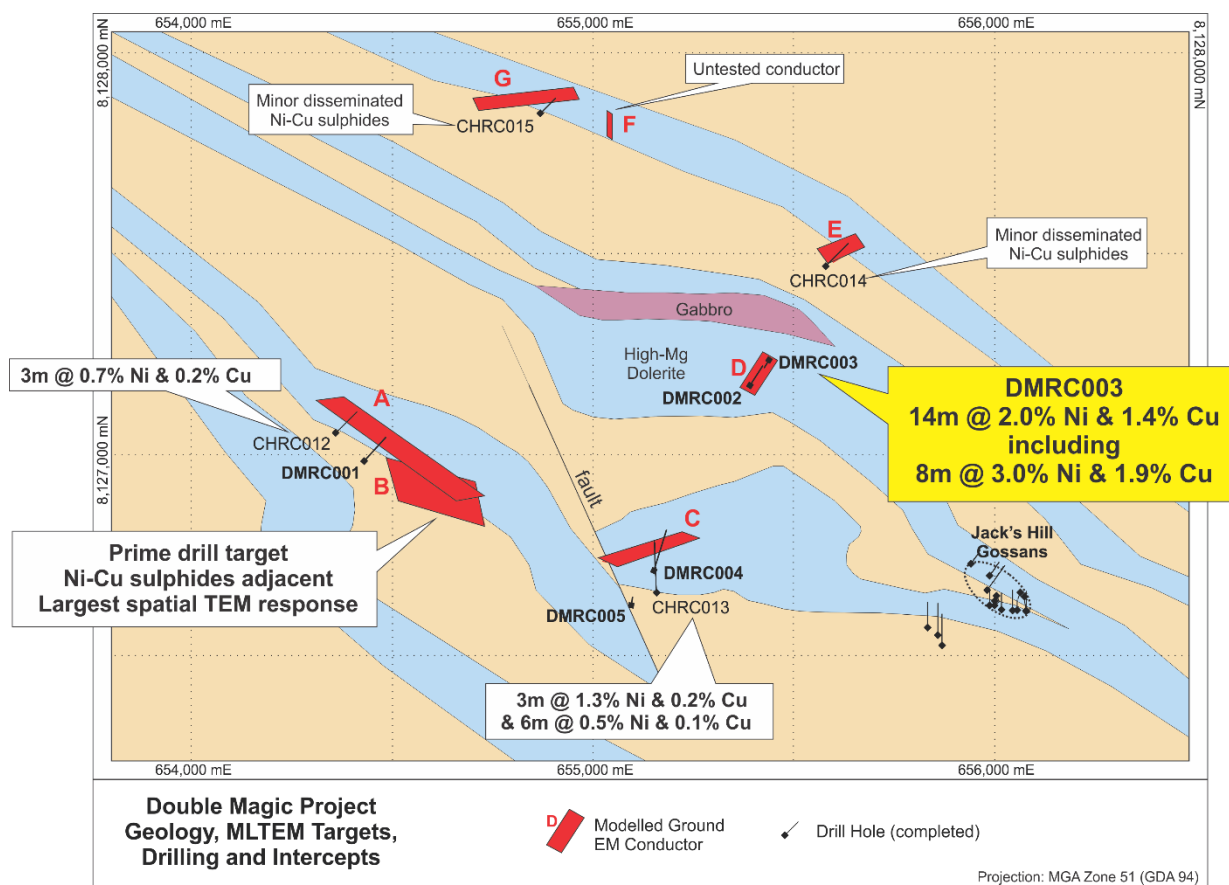 654,000 mE
655,000 mE
656,000 mE
8,128,000 mN
8,128,000 mN
G
Untested conductor
Minor disseminated
Ni-Cu sulphides
CHRC015
F
E
Minor disseminated
Ni-Cu sulphides
CHRC014
Gabbro
High-Mg
Dolerite
D
DMRC003
DMRC002
3m @ 0.7% Ni & 0.2% Cu
A
CHRC012
DMRC001
B
8,127,000 mN
DMRC003
14m @ 2.0% Ni & 1.4% Cu
including
8m @ 3.0% Ni & 1.9% Cu
fault
C
Prime drill target
Ni-Cu sulphides adjacent
Largest spatial TEM response
Jack's Hill
Gossans
DMRC004
DMRC005
CHRC013
3m @ 1.3% Ni & 0.2% Cu
& 6m @ 0.5% Ni & 0.1% Cu
654,000 mE
655,000 mE
656,000 mE
Double Magic Project
Geology, MLTEM Targets,
Drilling and Intercepts
D
Modelled Ground
EM Conductor
Drill Hole (completed)
Projection: MGA Zone 51 (GDA 94)